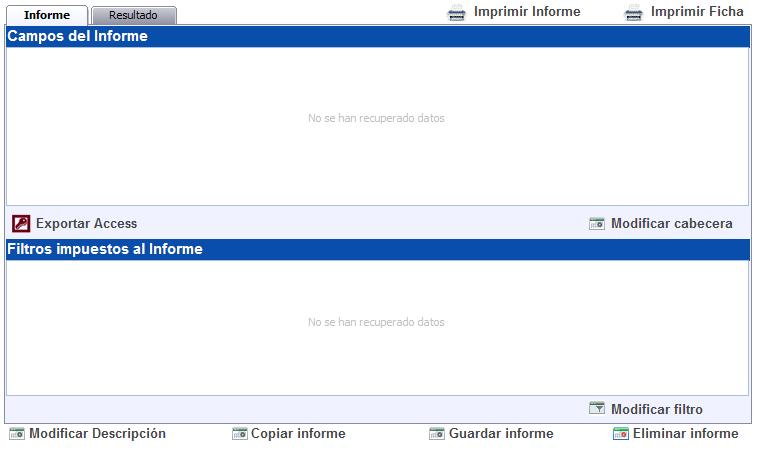 Informe Resultado Imprimir Informe Imprimir Ficha
Campos del Informe
No se han recuperado datos
Exportar Access Modificar cabecera
Filtros impuestos al Informe
No se han recuperado datos
Modificar filtro
Modificar Descripción Copiar informe Guardar informe Eliminar informe